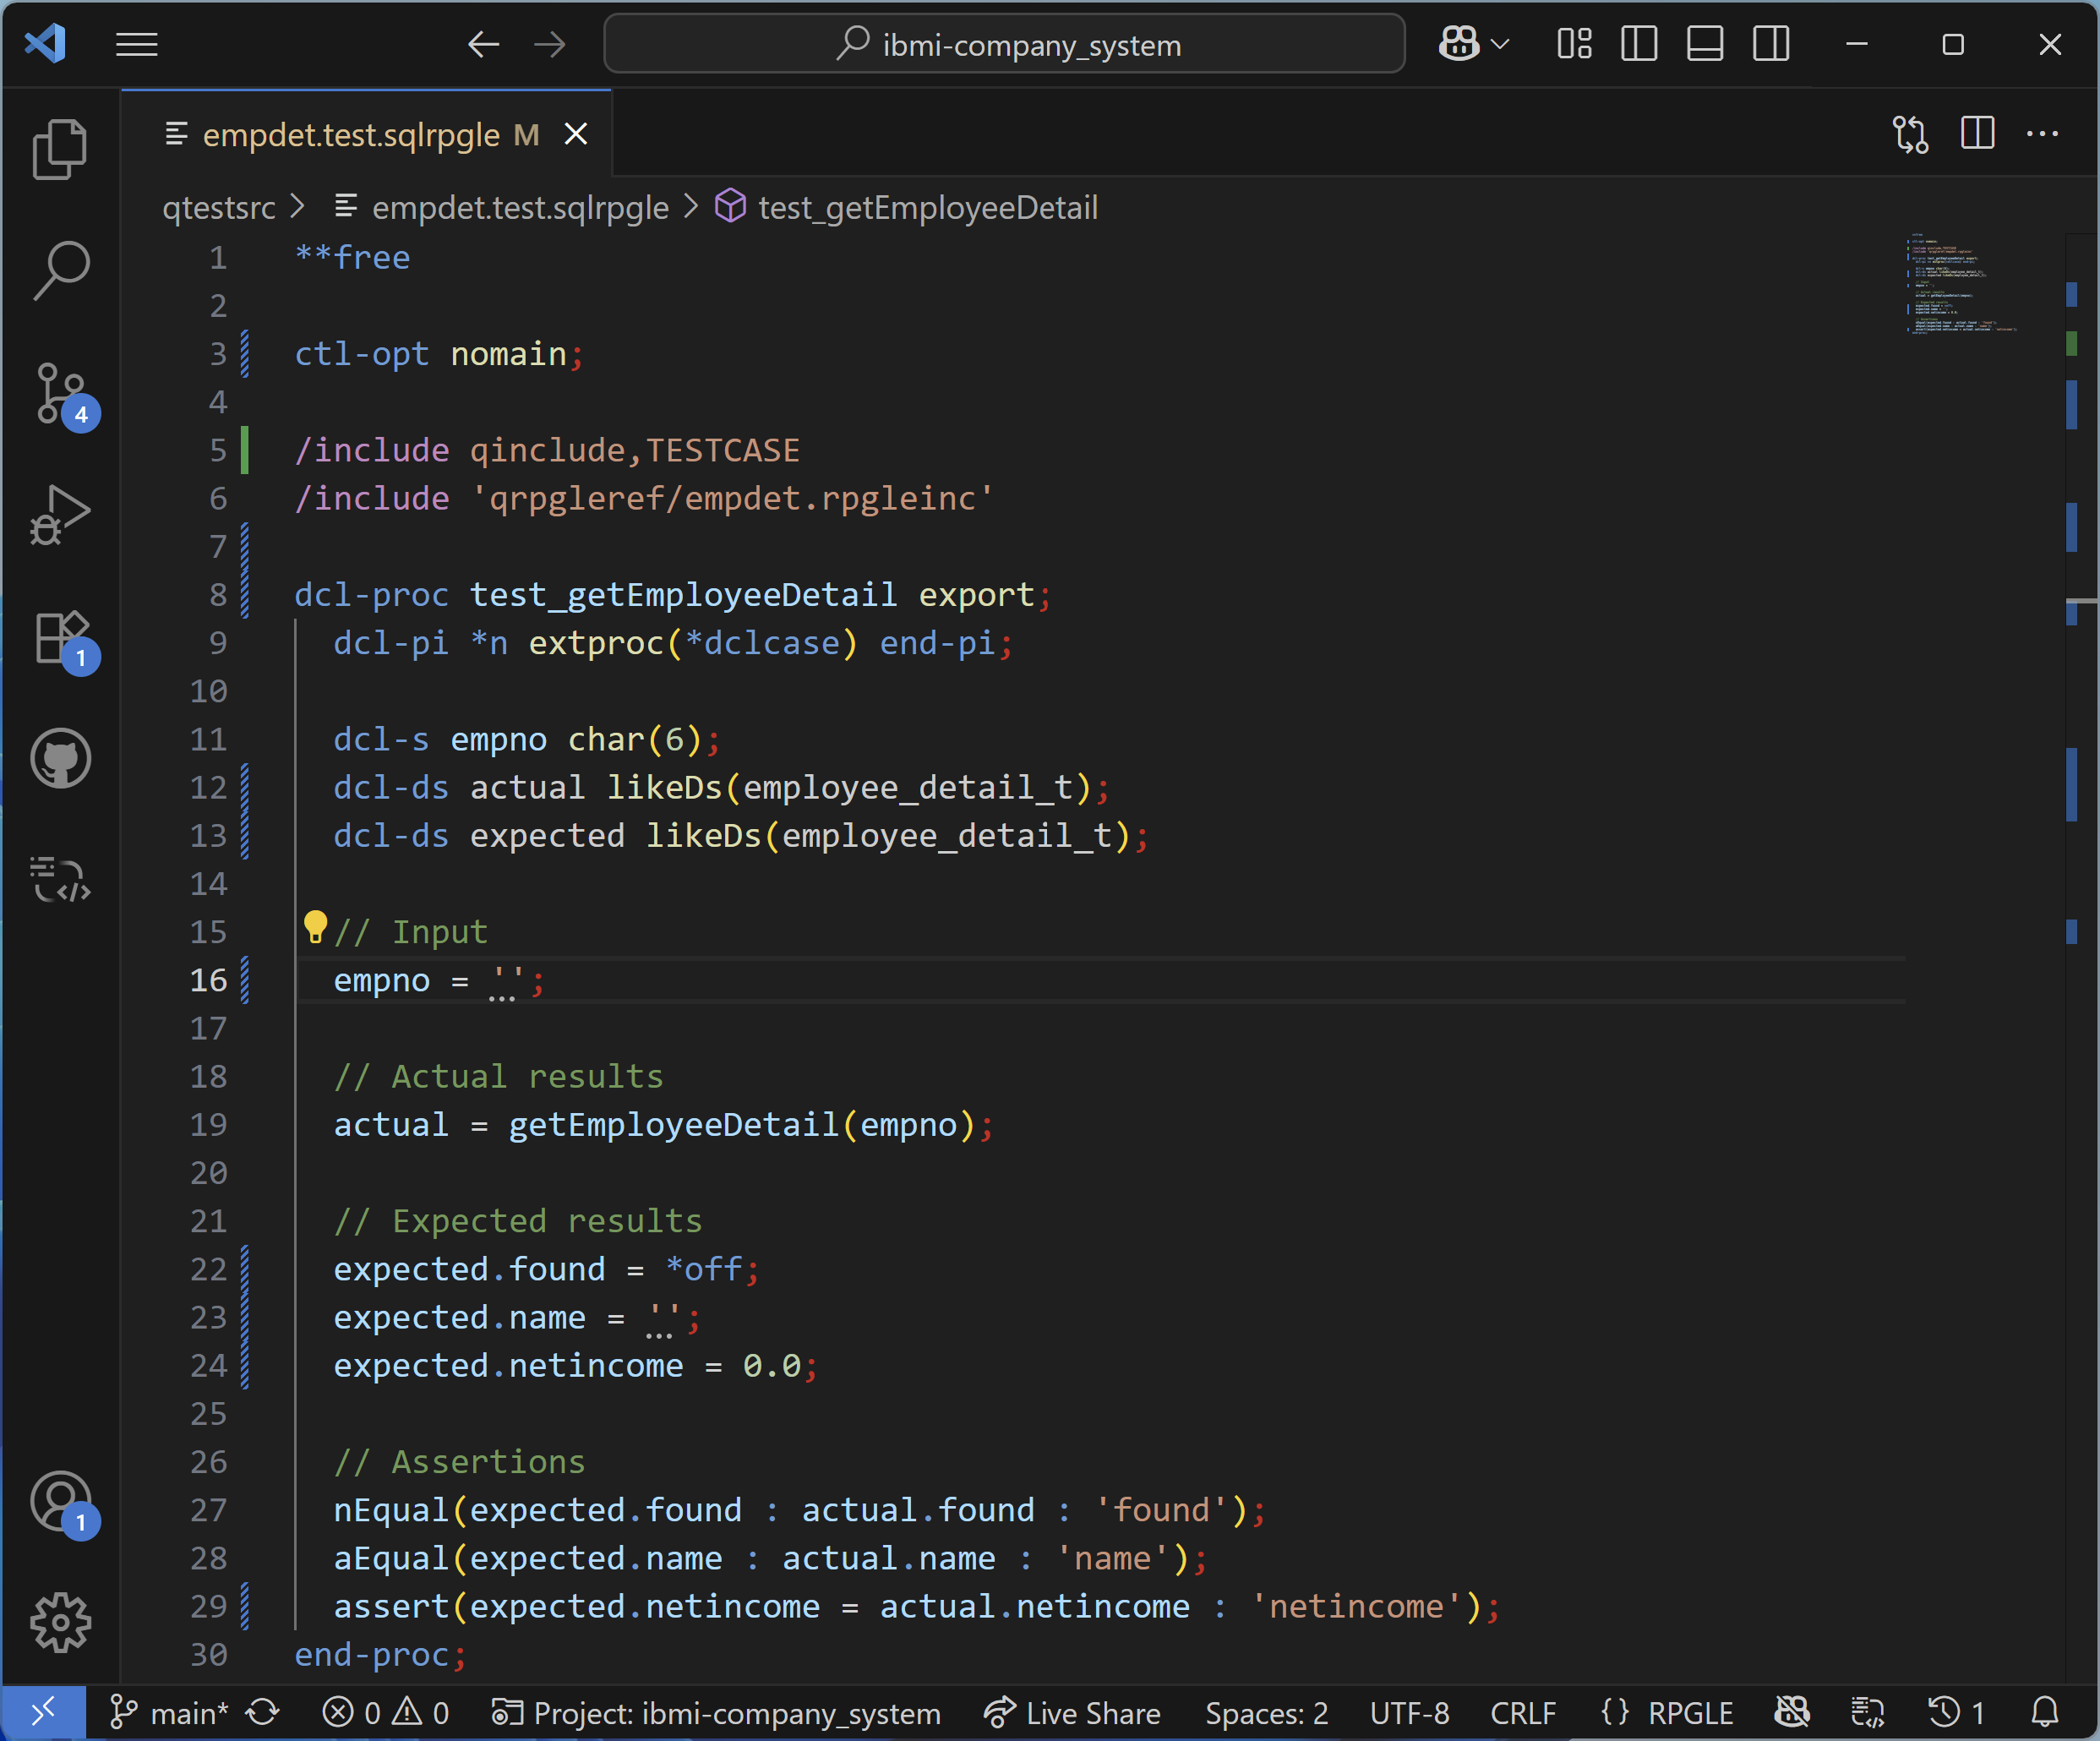 ibmi-company_system
empdet.test.sqlrpgle M
qtestsrc > empdet.test.sqlrpgle > test_getEmployeeDetail
1 **free
2
3 ctl-opt nomain;
4
5 /include qinclude,TESTCASE
6 /include 'qrpgleref/empdet.rpgleinc'
7
8 dcl-proc test_getEmployeeDetail export;
9 dcl-pi *n extproc(*dclcase) end-pi;
10
11 dcl-s empno char(6);
12 dcl-ds actual likeDs(employee_detail_t);
13 dcl-ds expected likeDs(employee_detail_t);
14
15 // Input
16 empno = '';
17
18 // Actual results
19 actual = getEmployeeDetail(empno);
20
21 // Expected results
22 expected.found = *off;
23 expected.name = '';
24 expected.netincome = 0.0;
25
26 // Assertions
27 nEqual(expected.found : actual.found : 'found');
28 aEqual(expected.name : actual.name : 'name');
29 assert(expected.netincome = actual.netincome : 'netincome');
30 end-proc;
4
1
1
main* 0 0 Project: ibmi-company_system Live Share Spaces: 2 UTF-8 CRLF {} RPGLE 1